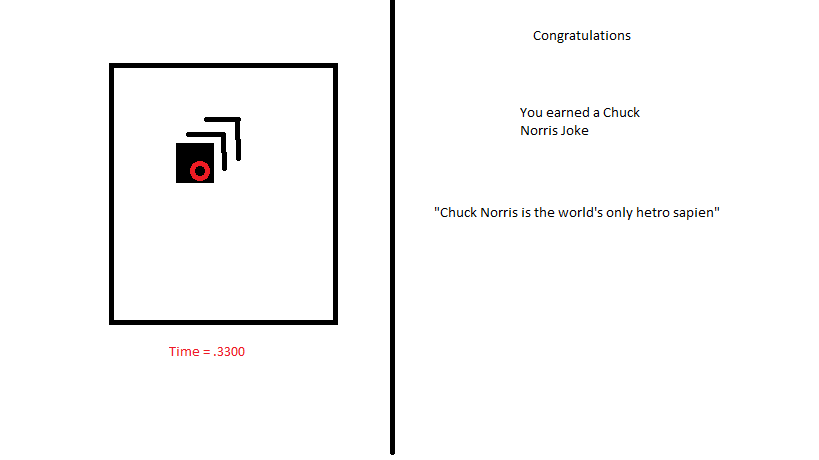 Congratulations
You earned a Chuck
Norris Joke
"Chuck Norris is the world's only hetro sapien"
Time = .3300